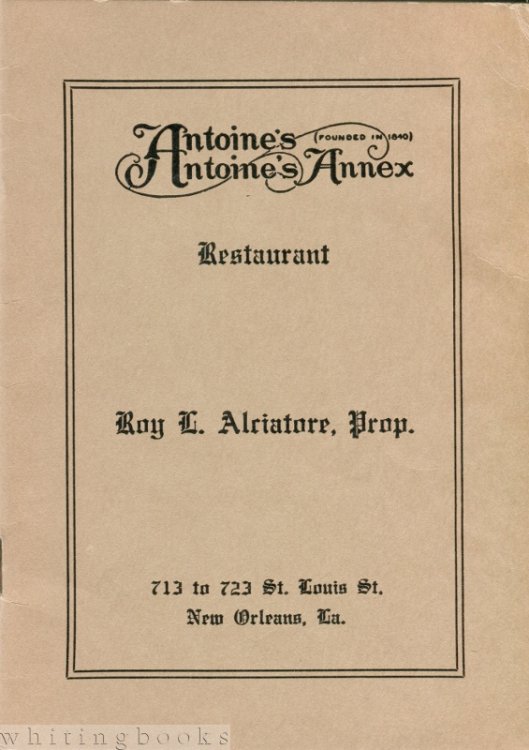 Antoine's (FOUNDED IN 1840)
Antoine's Annex
Restaurant
Roy L. Alciatore, Prop.
713 to 723 St. Louis St.
New Orleans, La.
whitingbooks